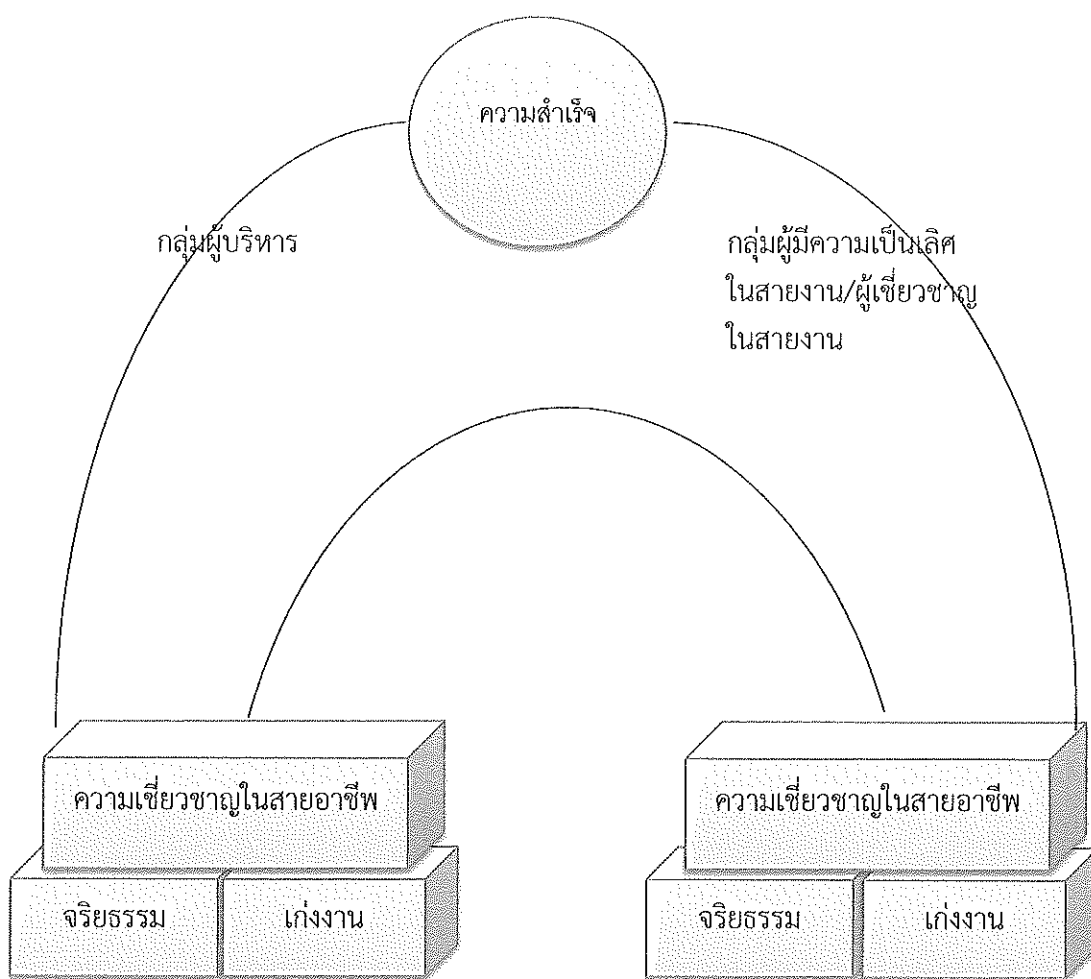 ความสำเร็จ
กลุ่มผู้บริหาร
กลุ่มผู้มีความเป็นเลิศ
ในสายงาน/ผู้เชี่ยวชาญ
ในสายงาน
ความเชี่ยวชาญในสายอาชีพ
จริยธรรม
เก่งงาน
ความเชี่ยวชาญในสายอาชีพ
จริยธรรม
เก่งงาน